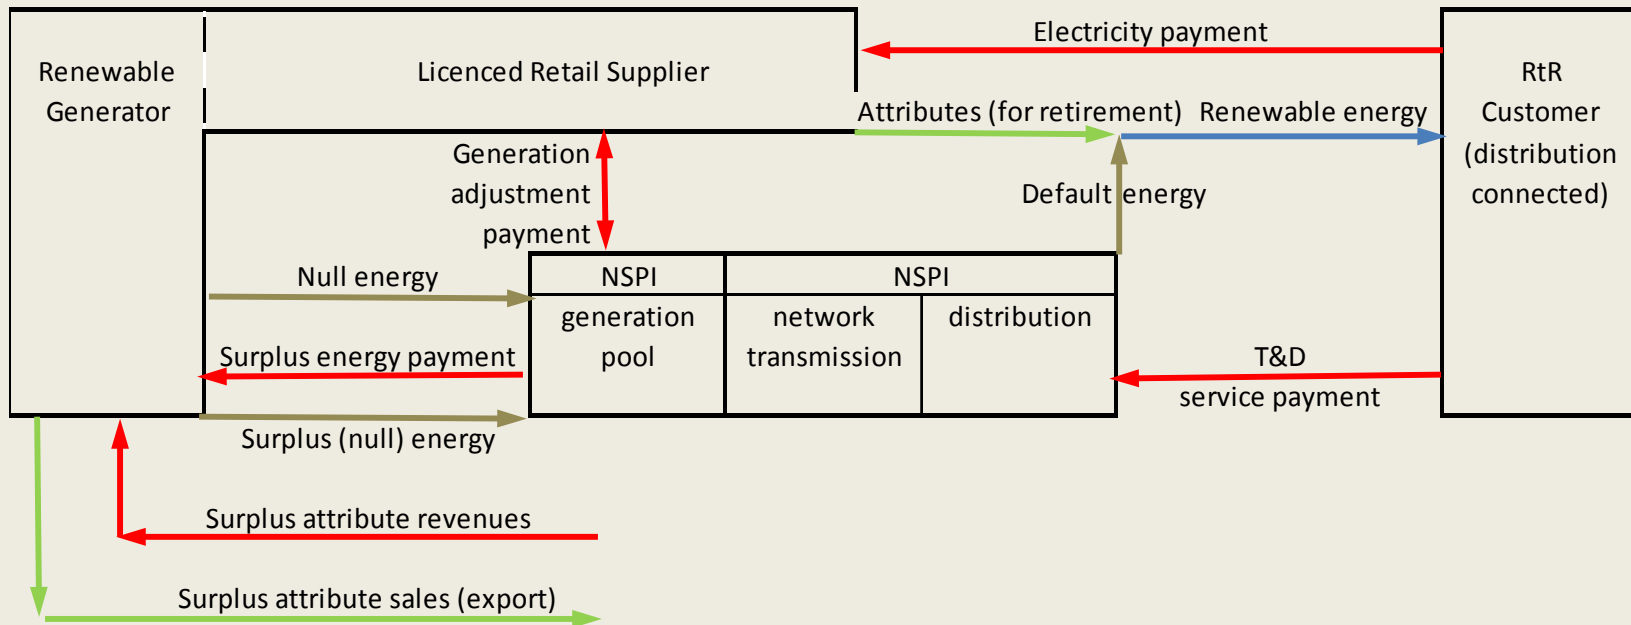 Electricity payment
Renewable
Generator
Licenced Retail Supplier
RtR
Customer
(distribution
connected)
Attributes (for retirement)
Renewable energy
Generation
adjustment
payment
Default energy
Null energy
NSPI
NSPI
generation
pool
network
transmission
distribution
Surplus energy payment
T&D
service payment
Surplus (null) energy
Surplus attribute revenues
Surplus attribute sales (export)